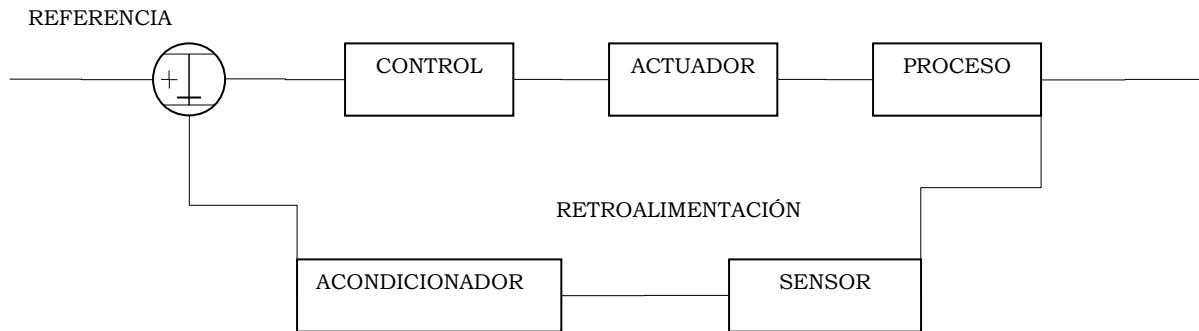 REFERENCIA
+
CONTROL
ACTUADOR
PROCESO
RETROALIMENTACIÓN
ACONDICIONADOR
SENSOR